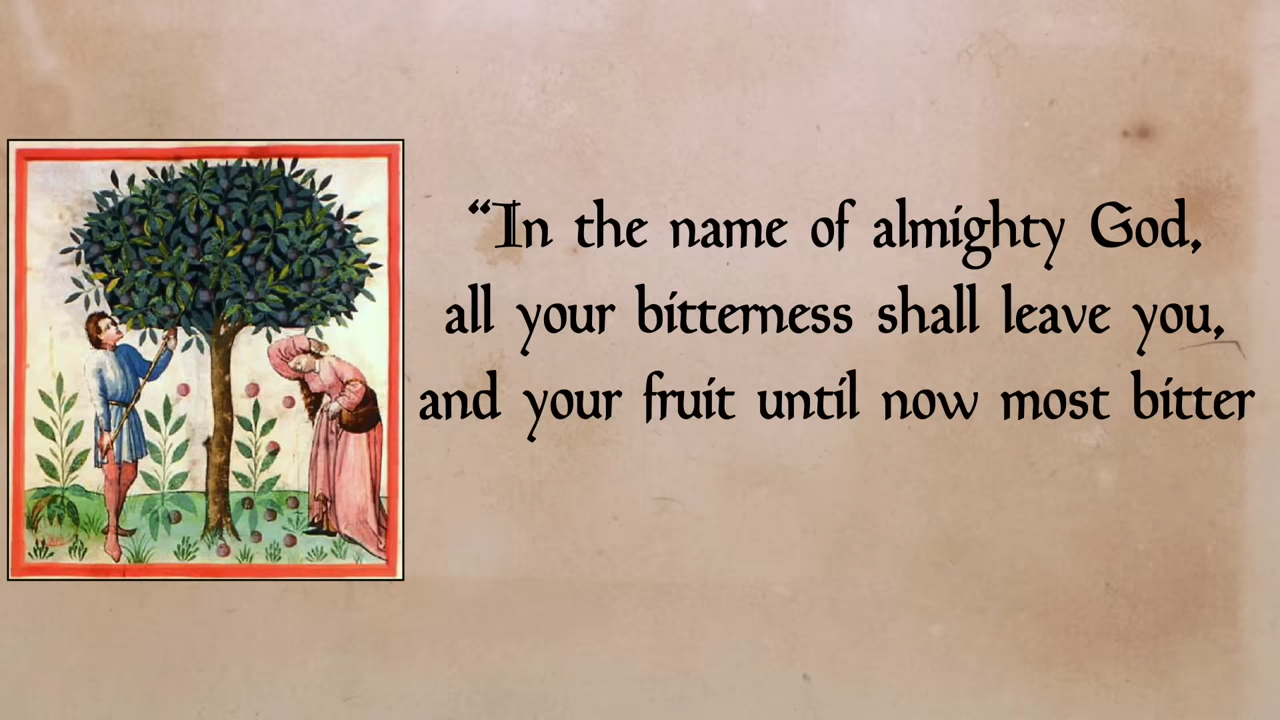 “In the name of almighty God,
all your bitterness shall leave you,
and your fruit until now most bitter